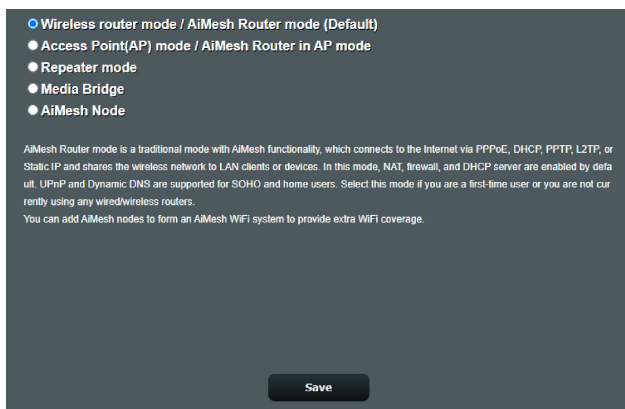 Wireless router mode / AiMesh Router mode (Default)
Access Point(AP) mode / AiMesh Router in AP mode
Repeater mode
Media Bridge
AiMesh Node
AiMesh Router mode is a traditional mode with AiMesh functionality, which connects to the Internet via PPPoE, DHCP, PPTP, L2TP, or
Static IP and shares the wireless network to LAN clients or devices. In this mode, NAT, firewall, and DHCP server are enabled by defa
ult. UPnP and Dynamic DNS are supported for SOHO and home users. Select this mode if you are a first-time user or you are not cur
rently using any wired/wireless routers.
You can add AiMesh nodes to form an AiMesh WiFi system to provide extra WiFi coverage.
Save